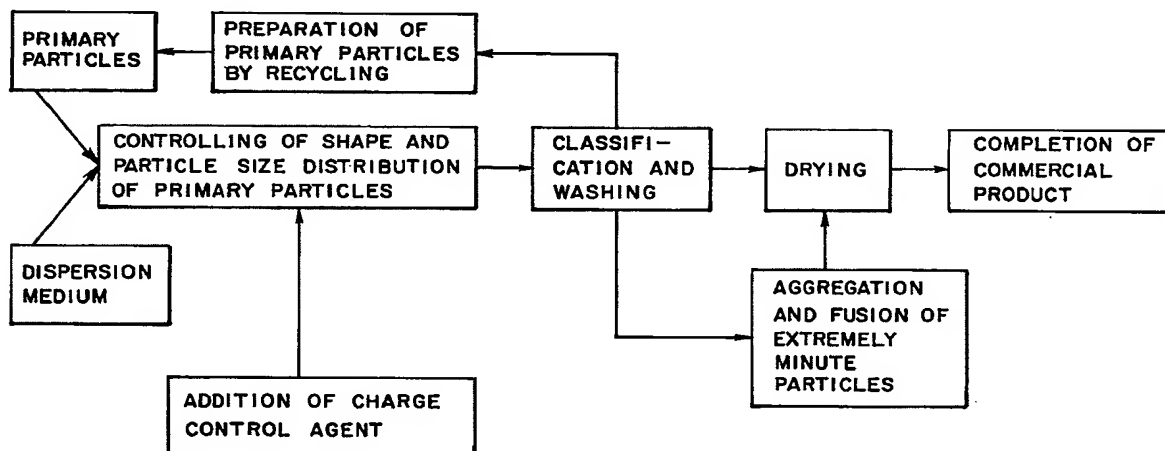 PRIMARY
PARTICLES
PREPARATION OF
PRIMARY PARTICLES
BY RECYCLING
CONTROLLING OF SHAPE AND
PARTICLE SIZE DISTRIBUTION
OF PRIMARY PARTICLES
CLASSIFI-
CATION AND
WASHING
DRYING
COMPLETION OF
COMMERCIAL
PRODUCT
DISPERSION
MEDIUM
AGGREGATION
AND FUSION OF
EXTREMELY
MINUTE
PARTICLES
ADDITION OF CHARGE
CONTROL AGENT